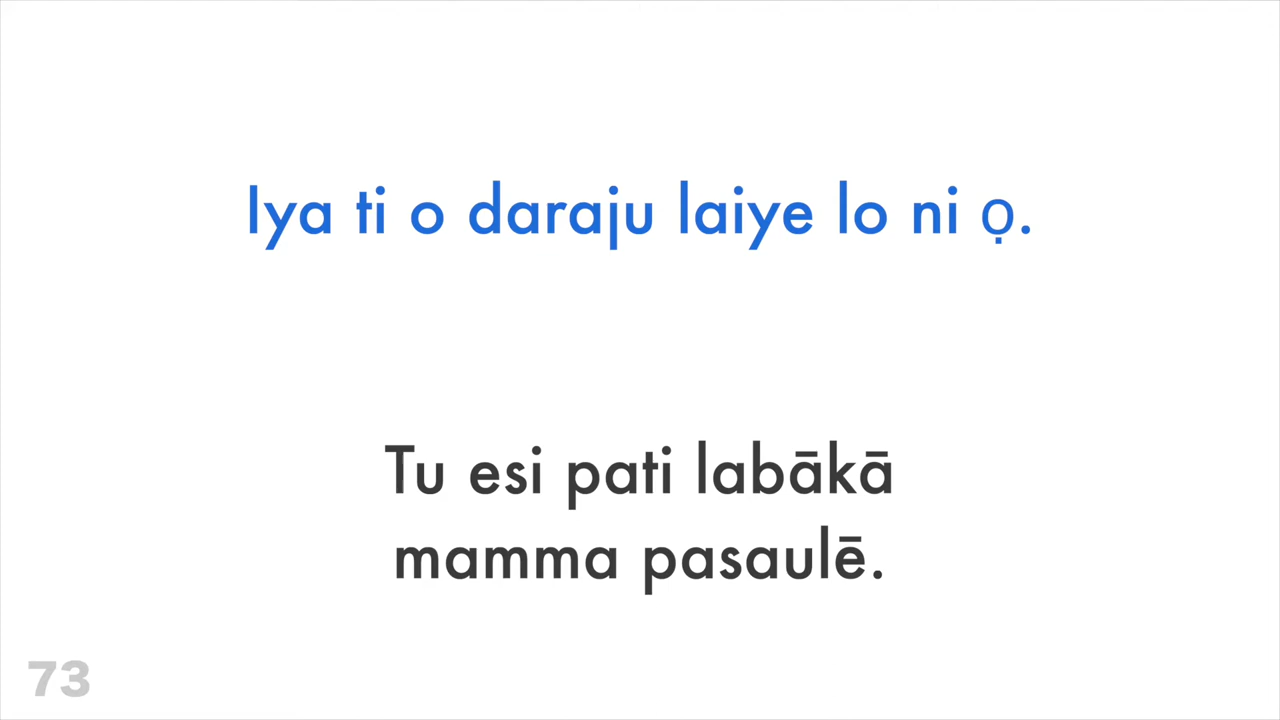 Iya ti o daraju laiye lo ni ọ.
Tu esi pati labākā
mamma pasaulē.
73